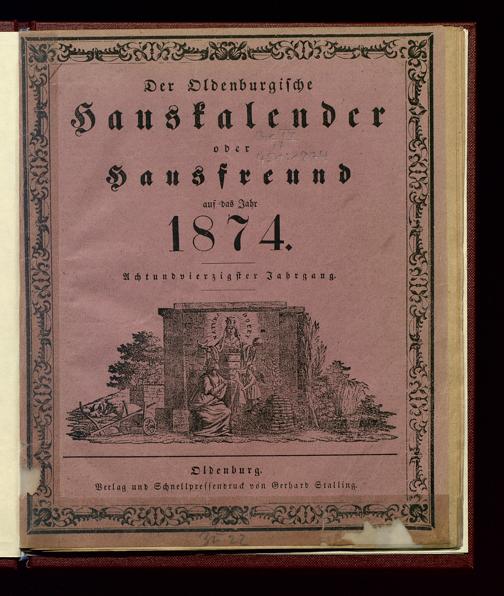 Der Oldenburgische
Hauskalender
oder
Hausfreund
auf das Jahr
1874.
Achtundvierzigster Jahrgang.
Oldenburg.
Verlag und Schnellpressendruck von Gerhard Stalling.